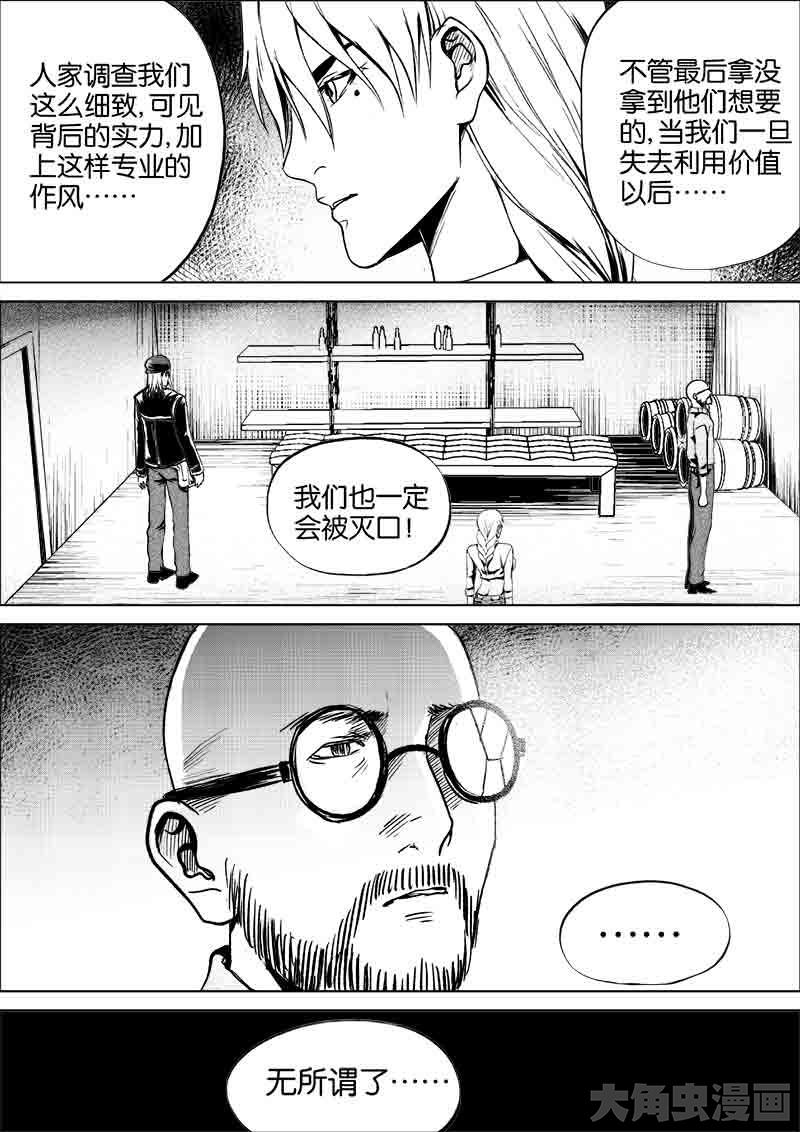 人家调查我们
这么细致,可见
背后的实力,加
上这样专业的
作风……
不管最后拿没
拿到他们想要
的,当我们一旦
失去利用价值
以后……
我们也一定
会被灭口!
……
无所谓了……
大角虫漫画